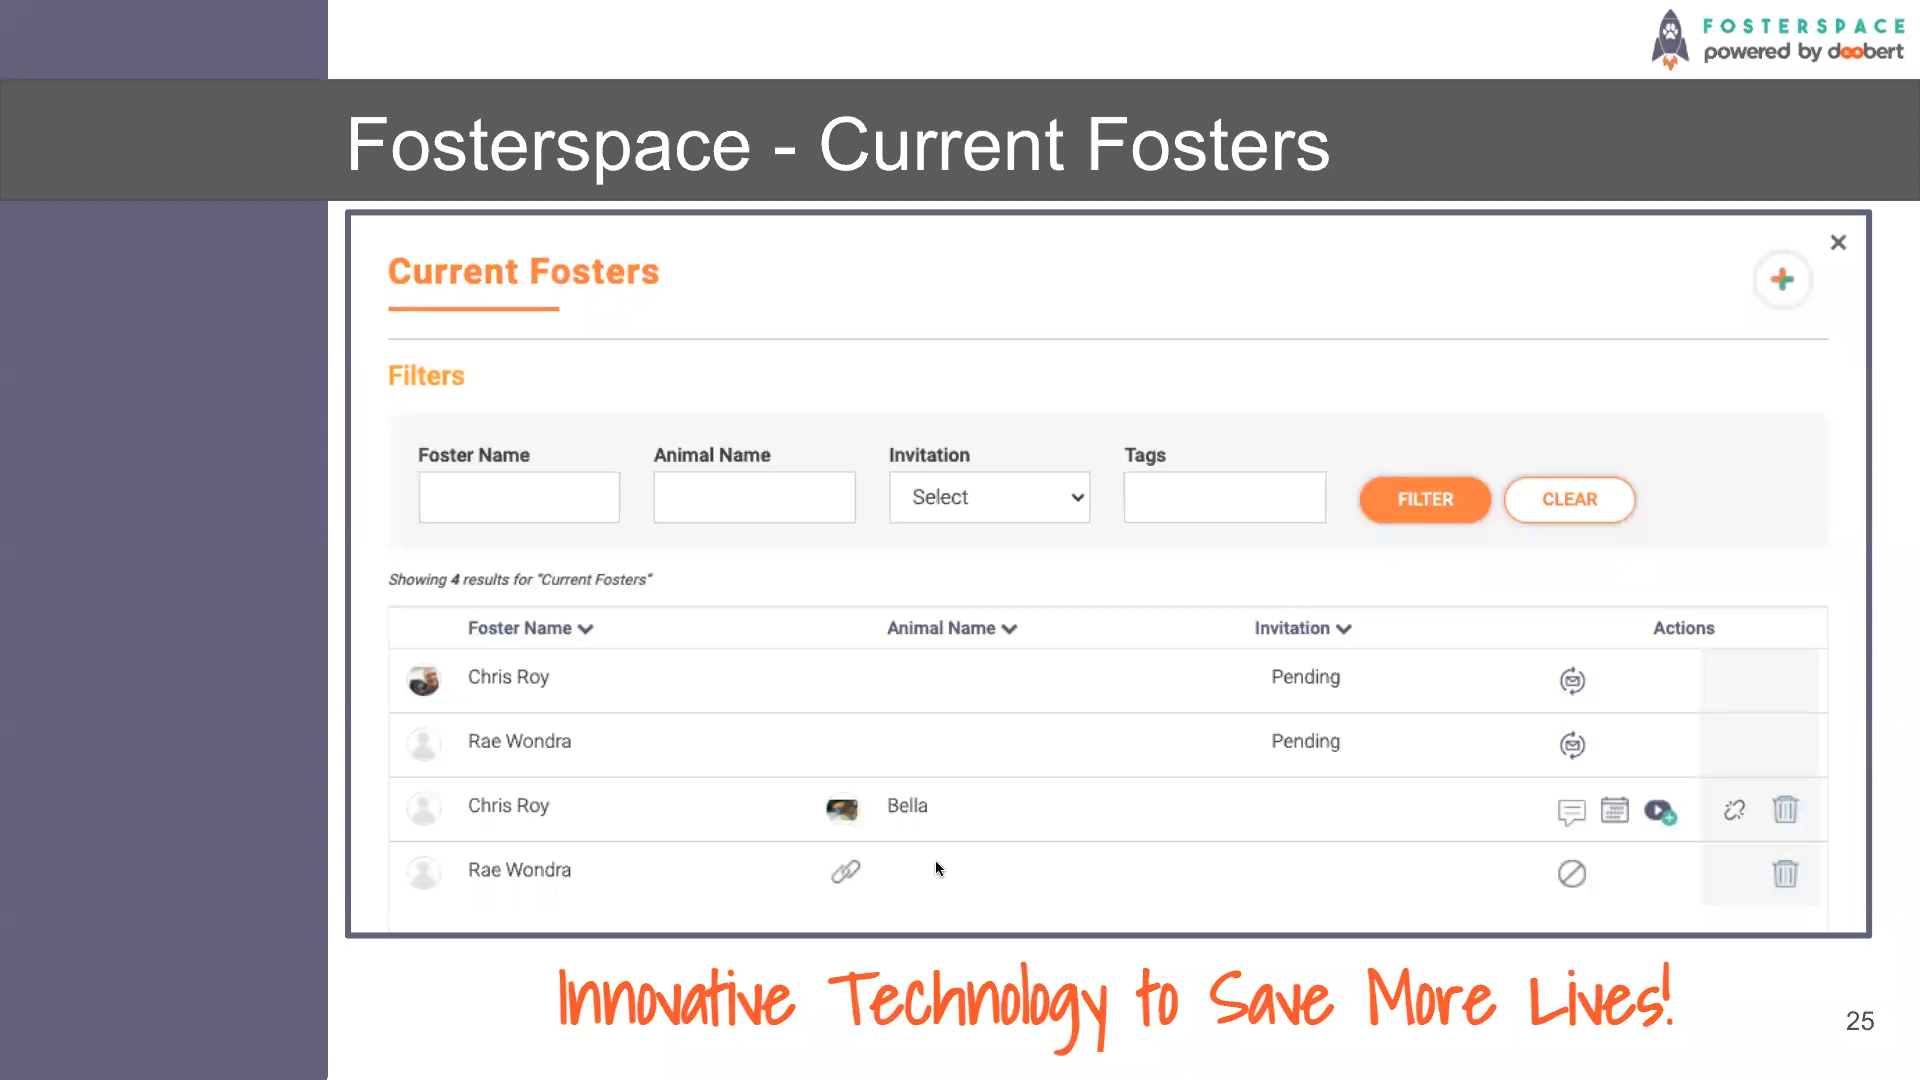 FOSTERSPACE
powered by doobert
Fosterspace - Current Fosters
Current Fosters
Filters
Foster Name Animal Name Invitation Tags
Select FILTER CLEAR
Showing 4 results for "Current Fosters"
Foster Name Animal Name Invitation Actions
Chris Roy Pending
Rae Wondra Pending
Chris Roy Bella
Rae Wondra
Innovative Technology to Save More Lives!
25